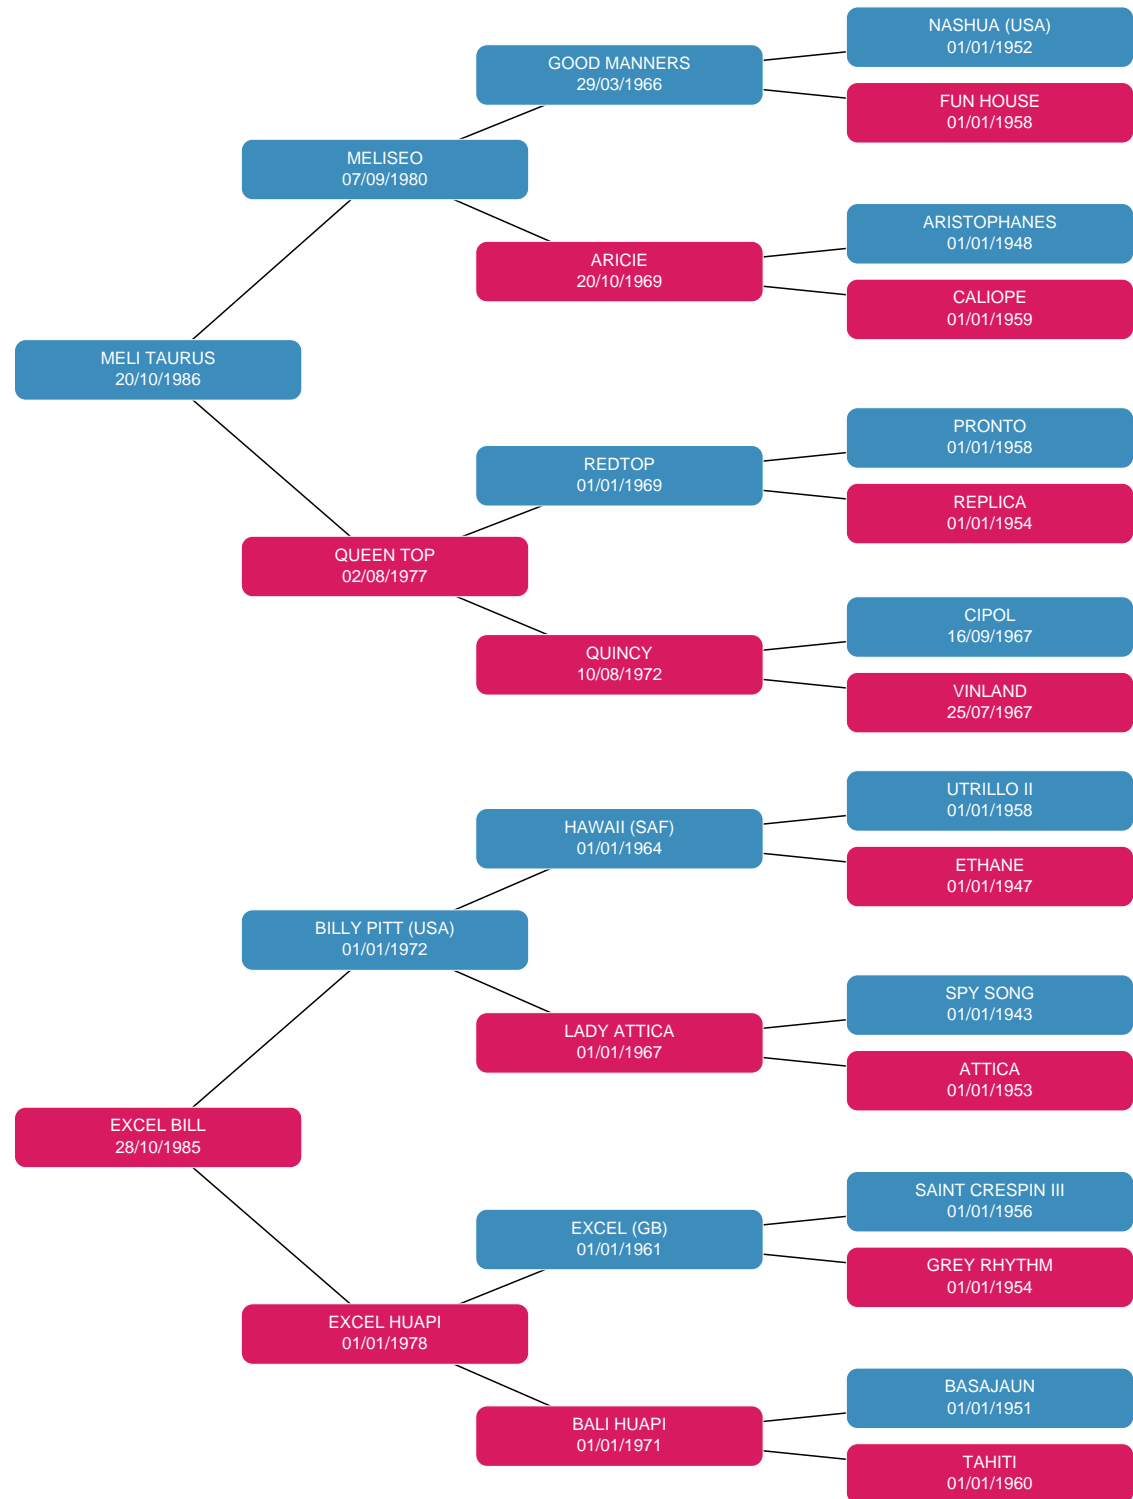 NASHUA (USA)
01/01/1952
GOOD MANNERS
29/03/1966
FUN HOUSE
01/01/1958
MELISEO
07/09/1980
ARISTOPHANES
01/01/1948
ARICIE
20/10/1969
CALIOPE
01/01/1959
MELI TAURUS
20/10/1986
PRONTO
01/01/1958
REDTOP
01/01/1969
REPLICA
01/01/1954
QUEEN TOP
02/08/1977
CIPOL
16/09/1967
QUINCY
10/08/1972
VINLAND
25/07/1967
UTRILLO II
01/01/1958
HAWAII (SAF)
01/01/1964
ETHANE
01/01/1947
BILLY PITT (USA)
01/01/1972
SPY SONG
01/01/1943
LADY ATTICA
01/01/1967
ATTICA
01/01/1953
EXCEL BILL
28/10/1985
SAINT CRESPIN III
01/01/1956
EXCEL (GB)
01/01/1961
GREY RHYTHM
01/01/1954
EXCEL HUAPI
01/01/1978
BASAJAUN
01/01/1951
BALI HUAPI
01/01/1971
TAHITI
01/01/1960